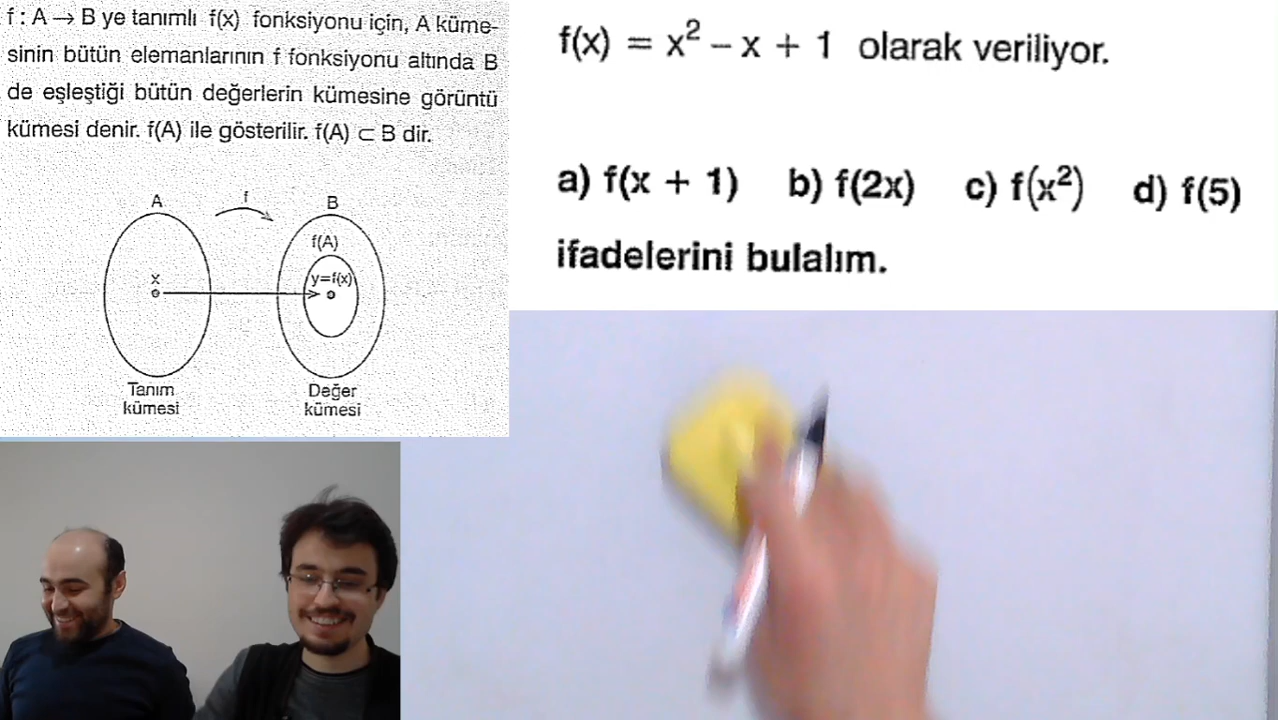 f : A → B ye tanımlı f(x) fonksiyonu için, A küme-
sinin bütün elemanlarının f fonksiyonu altında B
de eşleştiği bütün değerlerin kümesine görüntü
kümesi denir. f(A) ile gösterilir. f(A) ⊂ B dir.
A
f
B
f(A)
x
y=f(x)
Tanım
kümesi
Değer
kümesi
f(x) = x² – x + 1 olarak veriliyor.
a) f(x + 1) b) f(2x) c) f(x²) d) f(5)
ifadelerini bulalım.